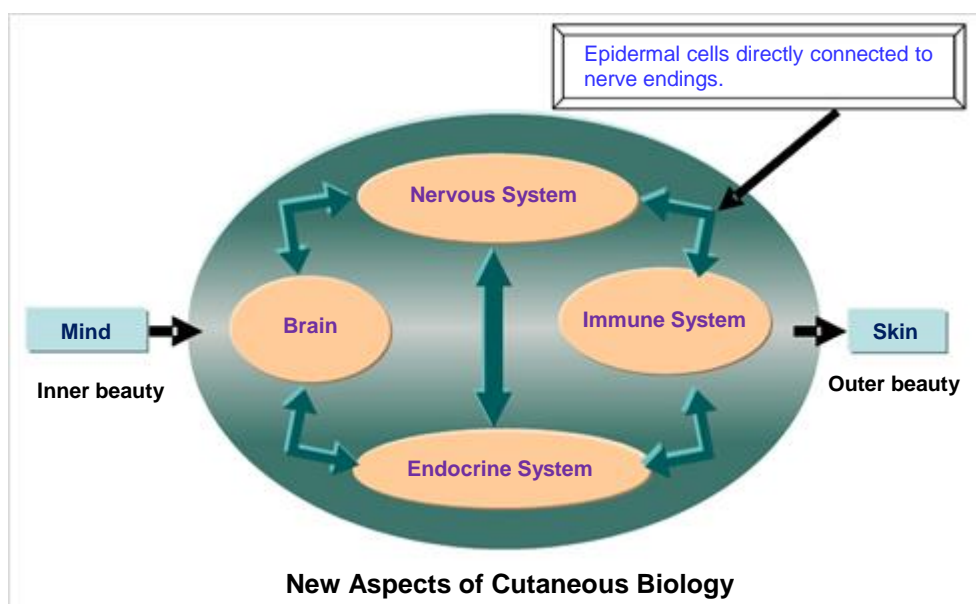 Epidermal cells directly connected to
nerve endings.
Nervous System
Brain
Immune System
Mind
Skin
Inner beauty
Outer beauty
Endocrine System
New Aspects of Cutaneous Biology